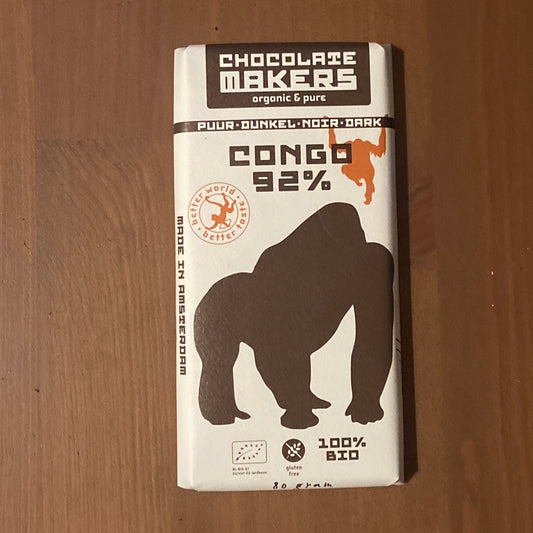 CHOCOLATE
MAKERS
organic & pure
PUUR·DUNKEL·NOIR·DARK
CONGO
92%
better world
better taste
MADE IN AMSTERDAM
100%
BIO
gluten
free
80 gram